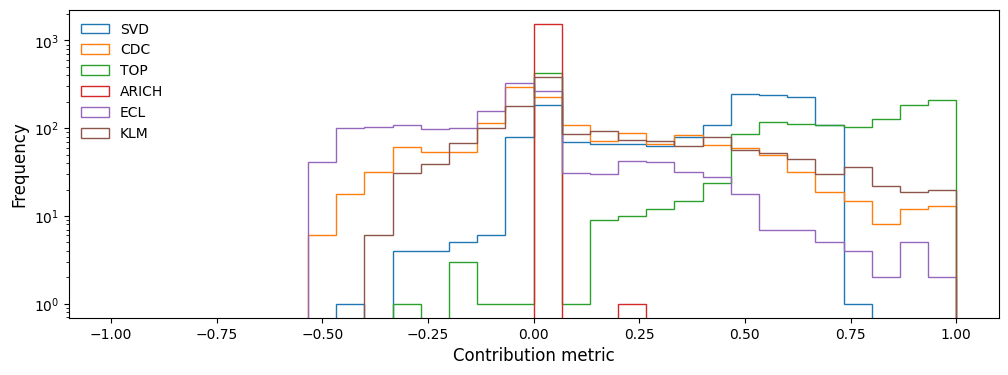 SVD
CDC
TOP
ARICH
ECL
KLM
Frequency
10³
10²
10¹
10⁰
−1.00 −0.75 −0.50 −0.25 0.00 0.25 0.50 0.75 1.00
Contribution metric